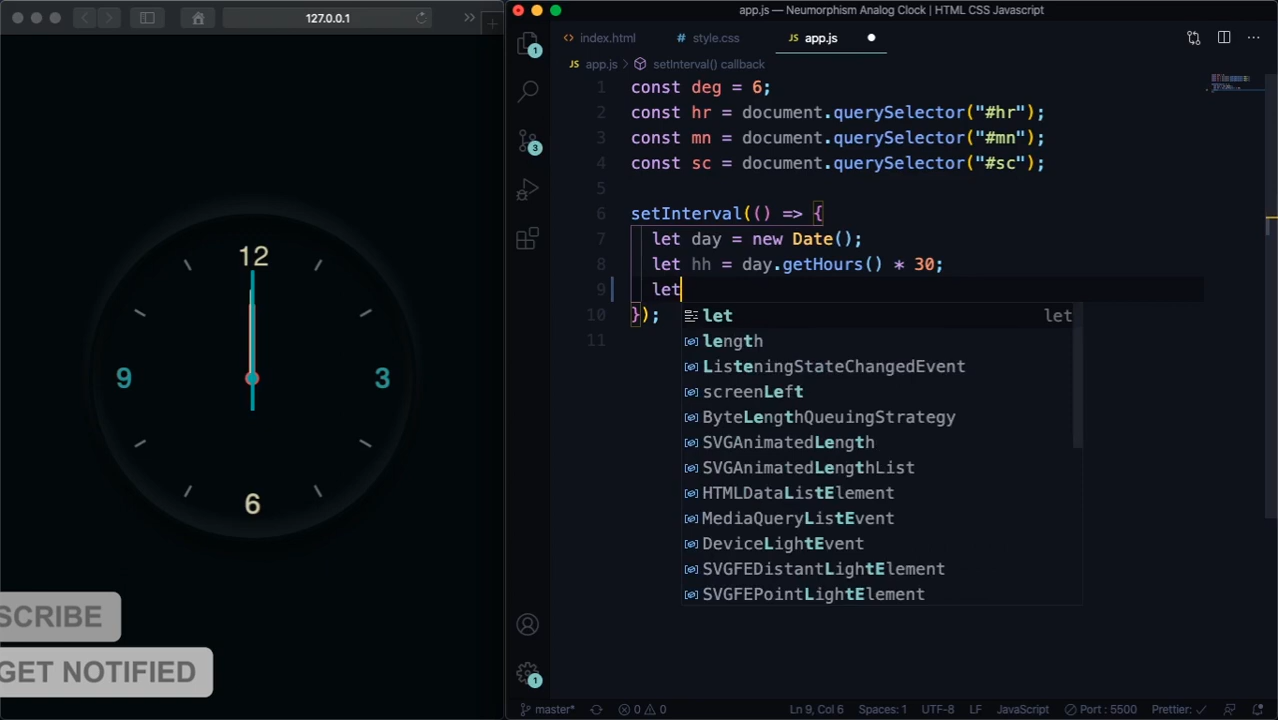 127.0.0.1
12
9
3
6
SCRIBE
GET NOTIFIED
app.js — Neumorphism Analog Clock | HTML CSS Javascript
index.html
# style.css
JS app.js
JS app.js > setInterval() callback
1 const deg = 6;
2 const hr = document.querySelector("#hr");
3 const mn = document.querySelector("#mn");
4 const sc = document.querySelector("#sc");
5
6 setInterval(() => {
7 let day = new Date();
8 let hh = day.getHours() * 30;
9 let
10 });
11
let let
length
ListeningStateChangedEvent
screenLeft
ByteLengthQueuingStrategy
SVGAnimatedLength
SVGAnimatedLengthList
HTMLDataListElement
MediaQueryListEvent
DeviceLightEvent
SVGFEDistantLightElement
SVGFEPointLightElement
1
3
1
master* 0 0 Ln 9, Col 6 Spaces: 1 UTF-8 LF JavaScript Port : 5500 Prettier: ✓